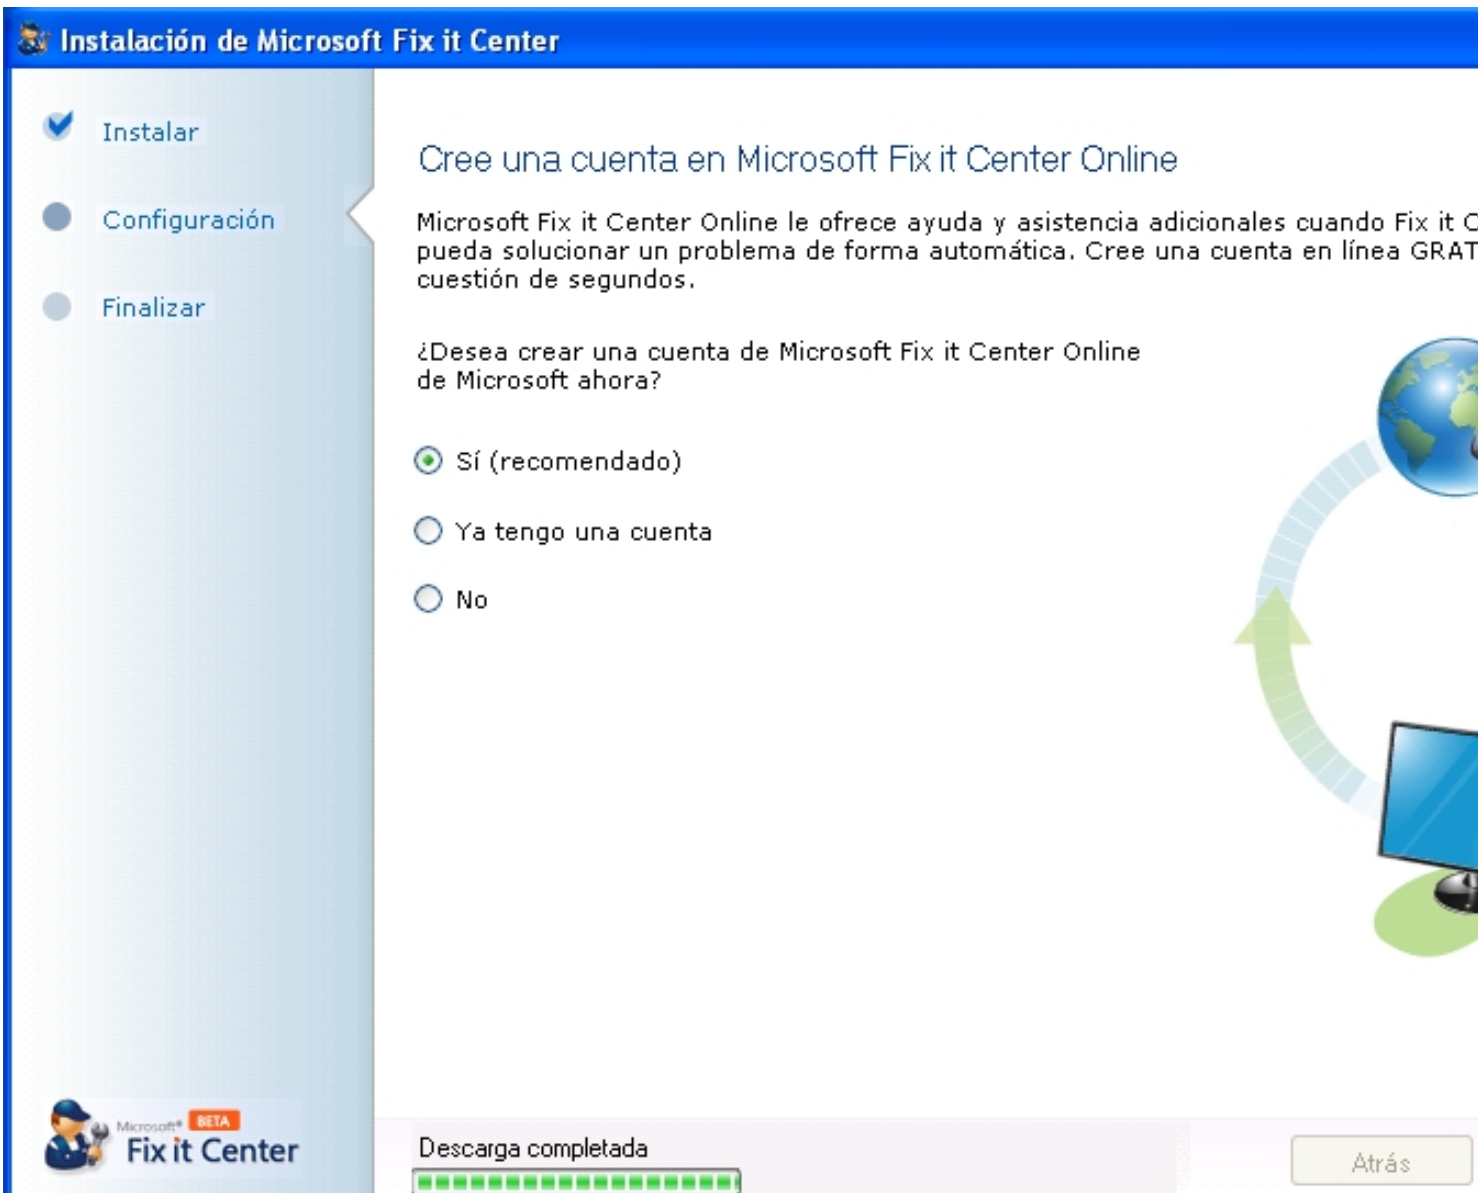 Instalación de Microsoft Fix it Center
Instalar
Configuración
Finalizar
Cree una cuenta en Microsoft Fix it Center Online
Microsoft Fix it Center Online le ofrece ayuda y asistencia adicionales cuando Fix it
pueda solucionar un problema de forma automática. Cree una cuenta en línea
cuestión de segundos.
¿Desea crear una cuenta de Microsoft Fix it Center Online
de Microsoft ahora?
Sí (recomendado)
Ya tengo una cuenta
No
Microsoft® BETA
Fix it Center
Descarga completada
Atrás